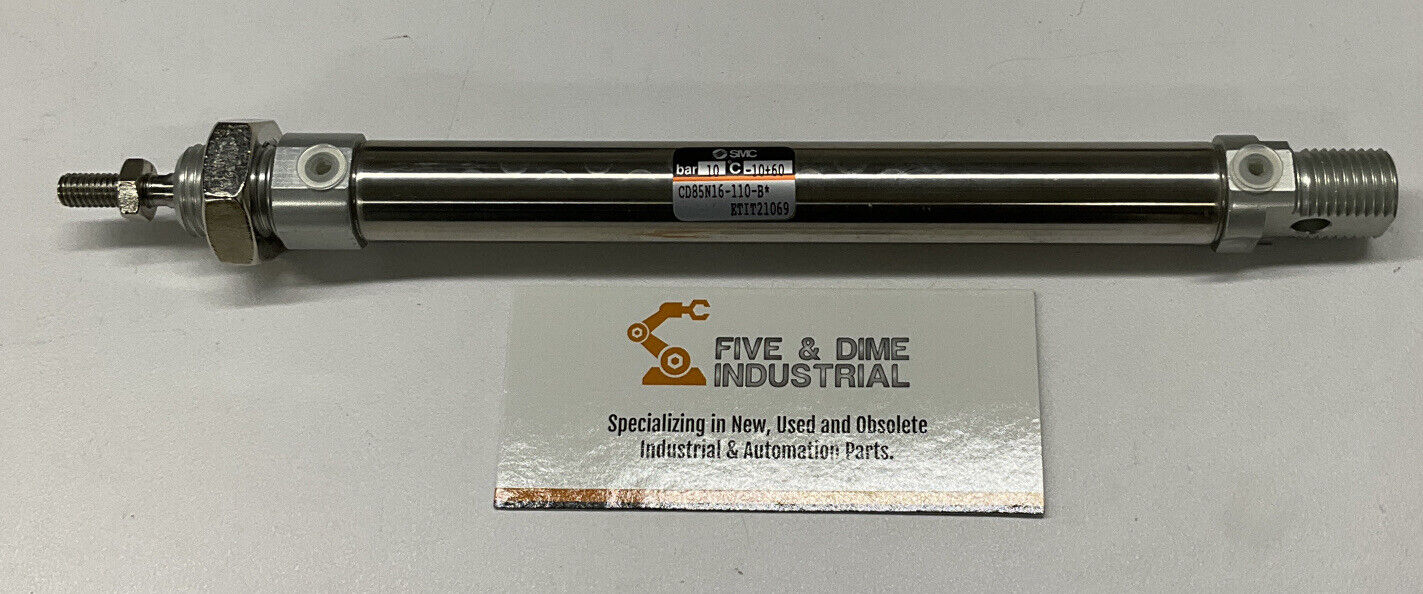 SMC
bar 10 °C -10+60
CD85N16-110-B*
ETIT21069
FIVE & DIME
INDUSTRIAL
Specializing in New, Used and Obsolete
Industrial & Automation Parts.